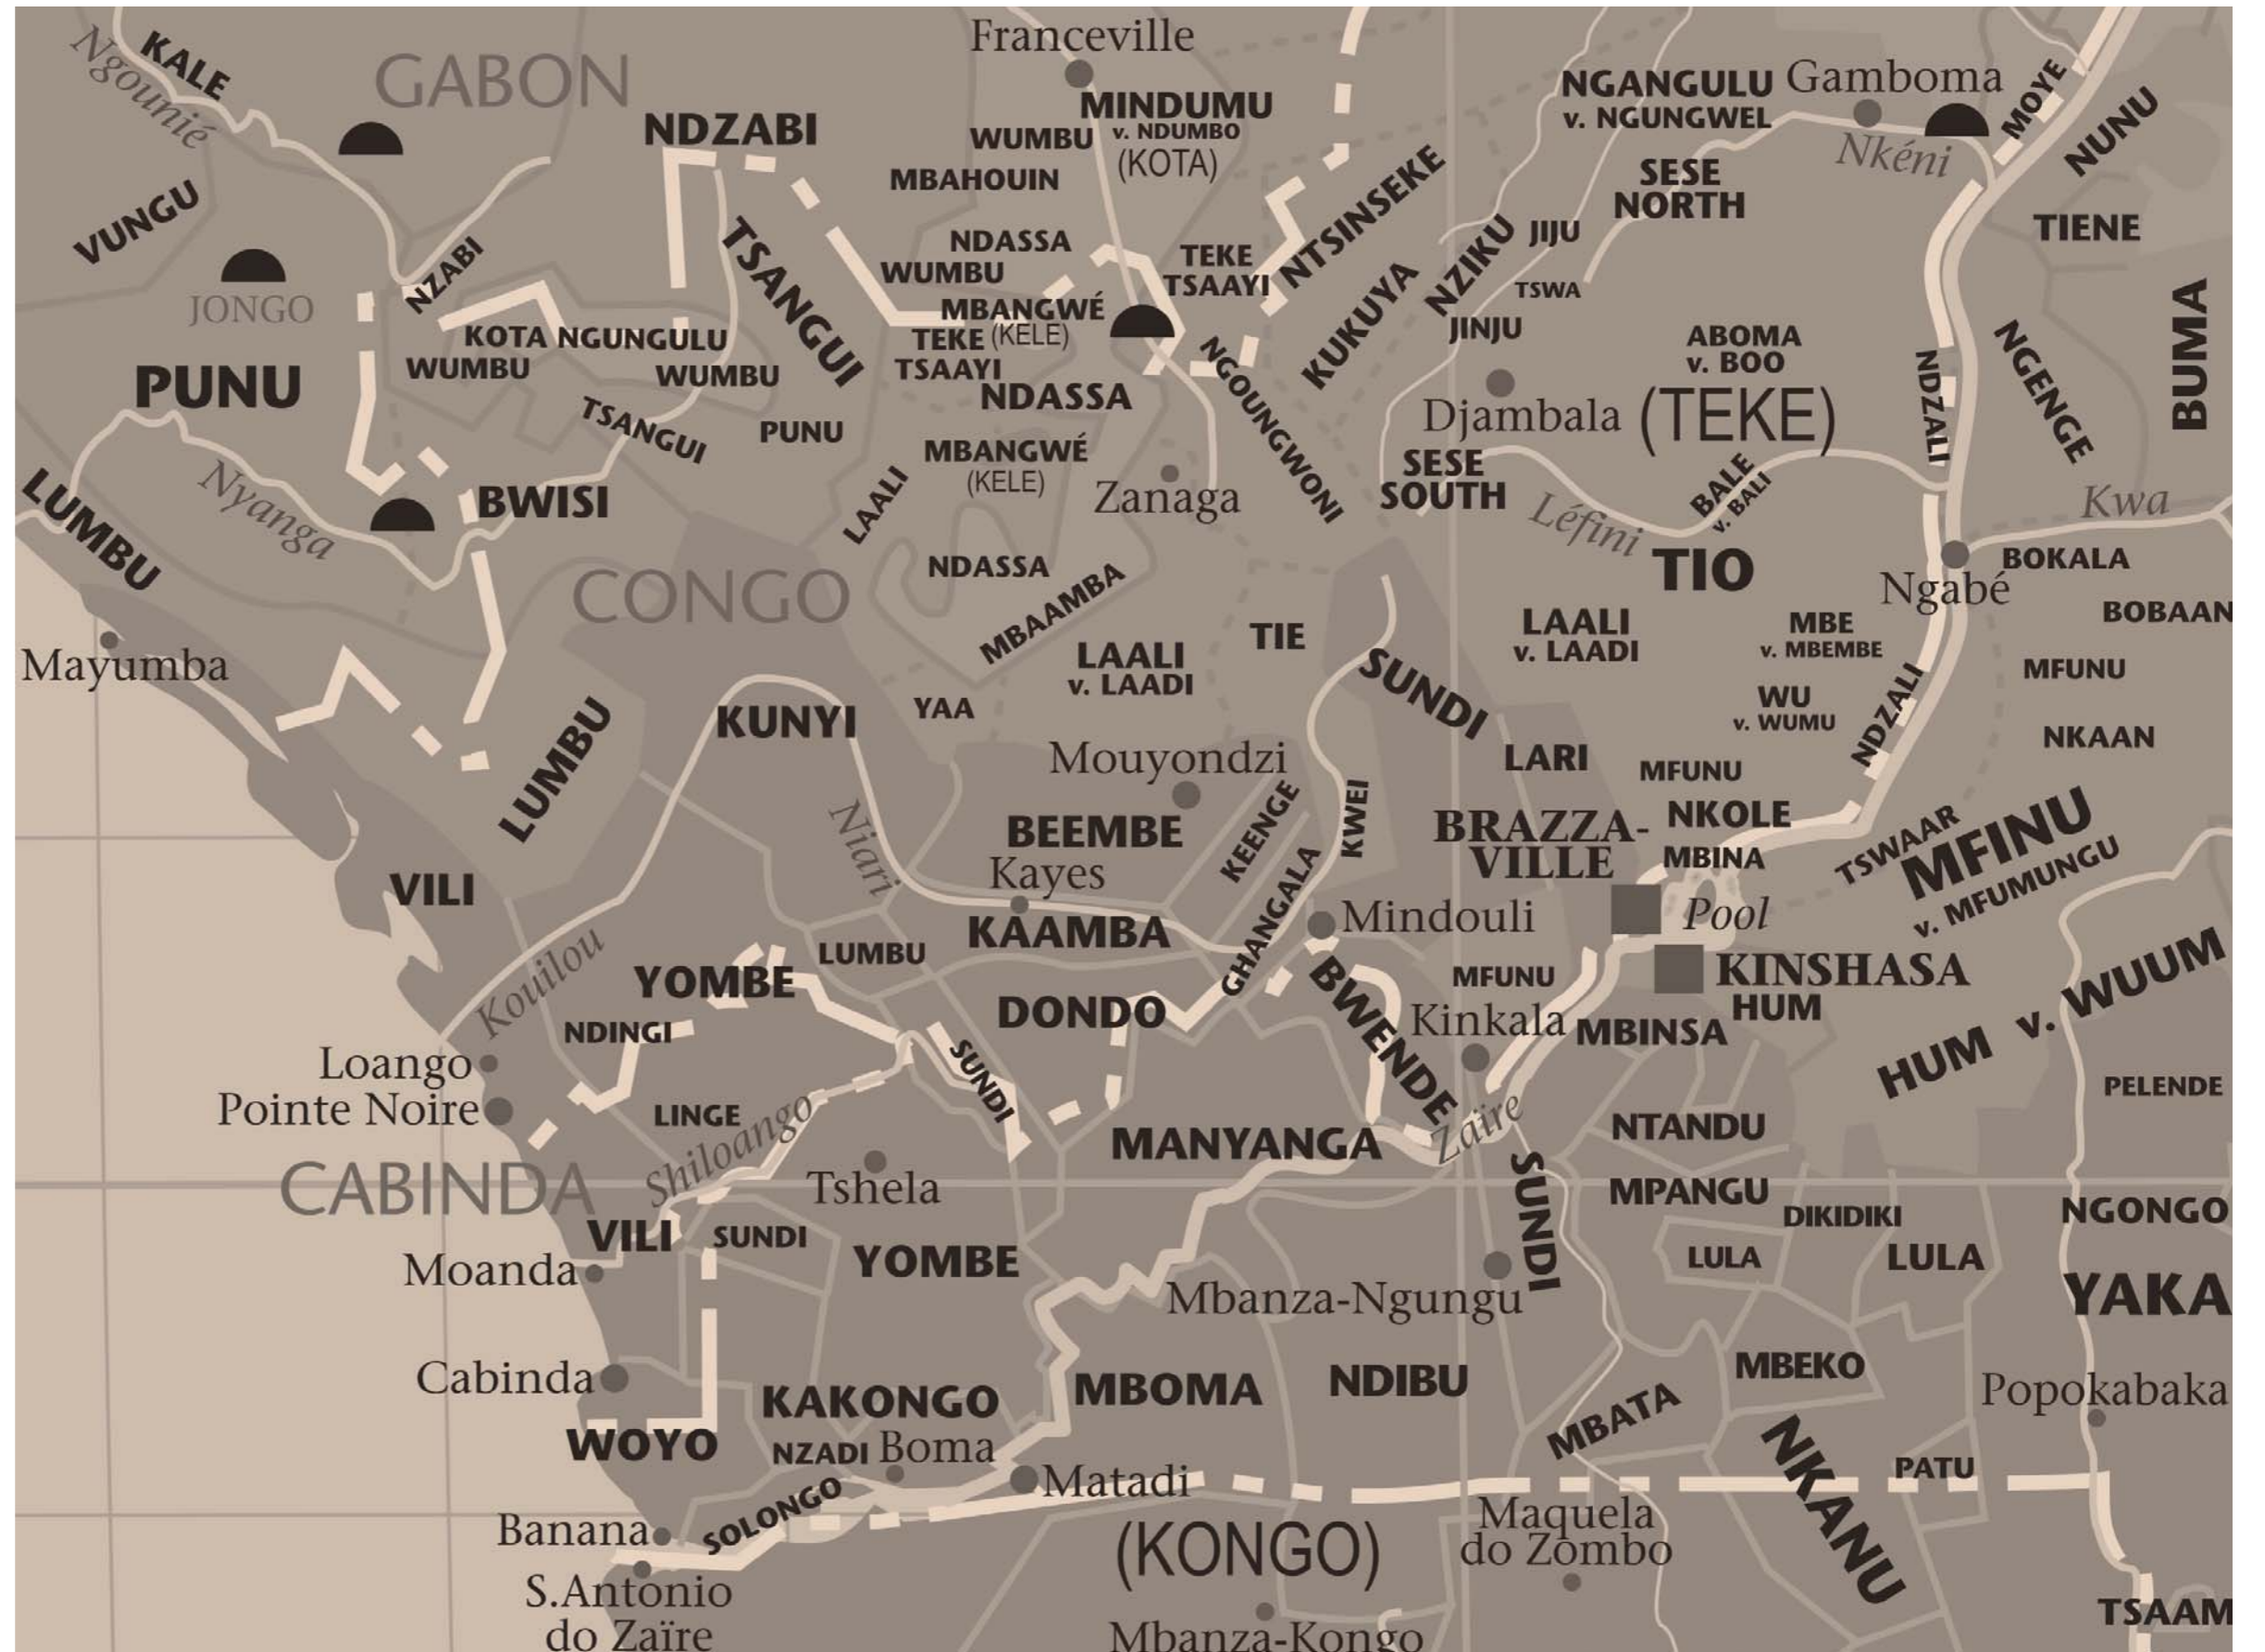 Franceville
KALE
Ngounié
GABON
NGANGULU
v. NGUNGWEL
Gamboma
MOYE
NUNU
NDZABI
MINDUMU
v. NDUMBO
(KOTA)
WUMBU
MBAHOUIN
Nkéni
SESE
NORTH
NTSINSEKE
VUNGU
TSANGUI
NDASSA
WUMBU
TEKE
TSAAYI
NZIKU
JIJU
TIENE
NZABI
JONGO
TSWA
KUKUYA
JINJU
MBANGWÉ
(KELE)
TEKE
TSAAYI
NDASSA
KOTA
NGUNGULU
WUMBU
WUMBU
PUNU
TSANGUI
PUNU
NGOUNGWONI
ABOMA
v. BOO
Djambala
(TEKE)
NDZALI
NGENGE
BUMA
LUMBU
Nyanga
BWISI
LAALI
MBANGWÉ
(KELE)
Zanaga
SESE
SOUTH
Léfini
BALE
v. BALI
Kwa
CONGO
NDASSA
MBAAMBA
TIO
Ngabé
BOKALA
BOBAAN
Mayumba
LAALI
v. LAADI
TIE
SUNDI
LAALI
v. LAADI
MBE
v. MBEMBE
MFUNU
LUMBU
KUNYI
YAA
WU
v. WUMU
NDZALI
NKAAN
Mouyondzi
LARI
MFUNU
Niari
BEEMBE
KEENGE
KWEI
BRAZZA-
VILLE
NKOLE
MBINA
TSWAAR
MFINU
v. MFUMUNGU
VILI
Kayes
KAAMBA
GHANGALA
Mindouli
Pool
Kouilou
LUMBU
YOMBE
NDINGI
DONDO
BWENDE
MFUNU
KINSHASA
HUM
HUM v. WUUM
Kinkala
MBINSA
Loango
Pointe Noire
SUNDI
LINGE
Shiloango
PELENDE
MANYANGA
Zaïre
NTANDU
CABINDA
Tshela
SUNDI
MPANGU
DIKIDIKI
NGONGO
VILI
SUNDI
YOMBE
LULA
LULA
Moanda
Mbanza-Ngungu
YAKA
Cabinda
KAKONGO
MBOMA
NDIBU
MBEKO
MBATA
Popokabaka
WOYO
NZADI
Boma
Matadi
NKANU
PATU
SOLONGO
Banana
(KONGO)
Maquela
do Zombo
S.Antonio
do Zaïre
Mbanza-Kongo
TSAAM